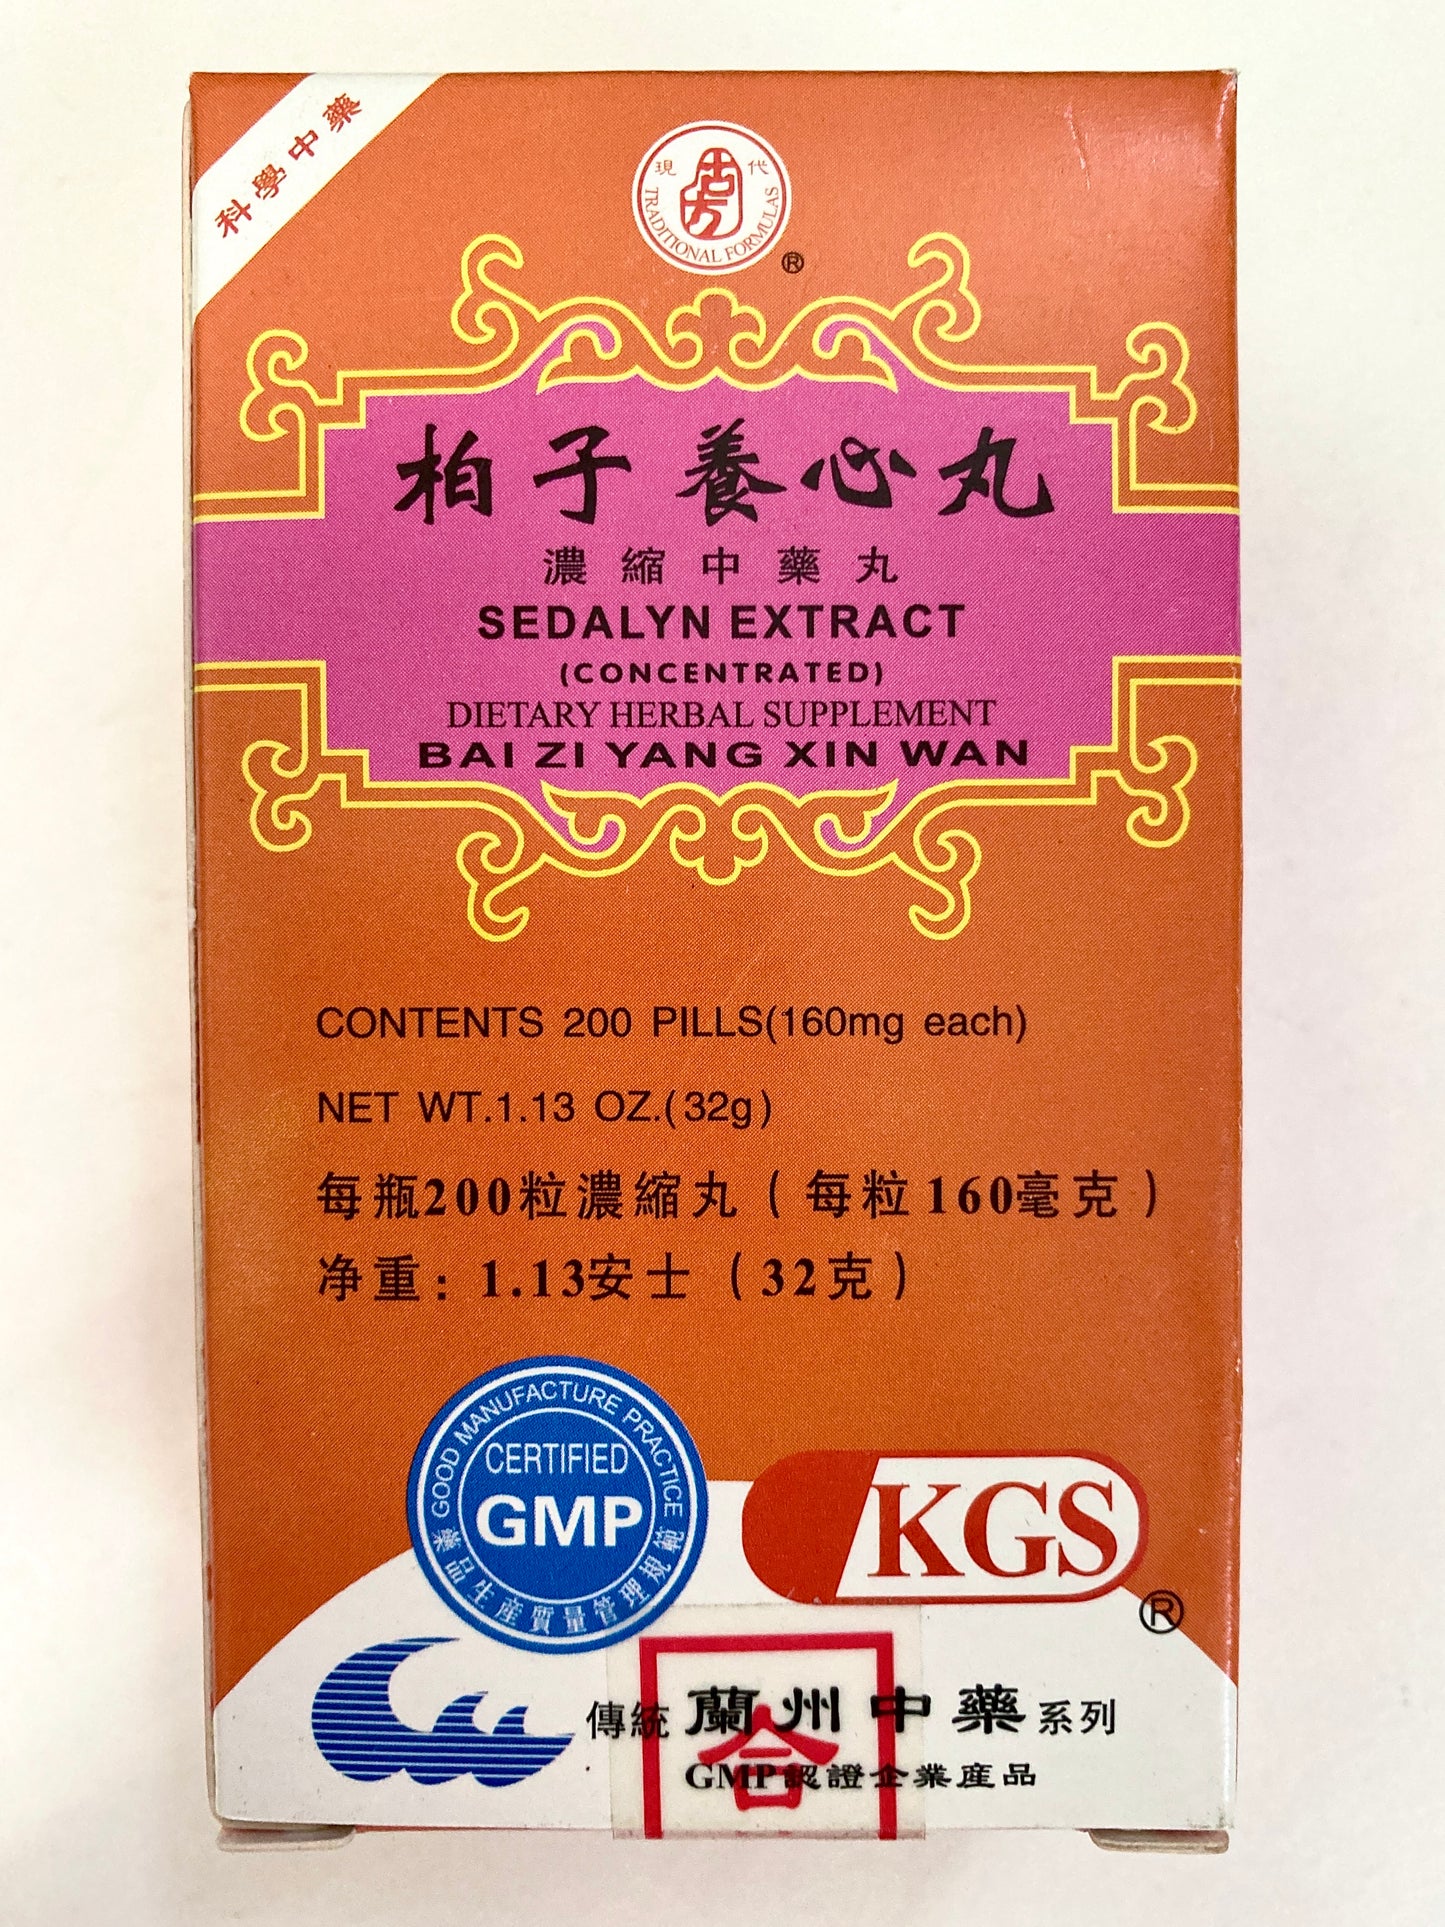 科學中藥
現代
古方
TRADITIONAL FORMULAS
®
柏子養心丸
濃縮中藥丸
SEDALYN EXTRACT
(CONCENTRATED)
DIETARY HERBAL SUPPLEMENT
BAI ZI YANG XIN WAN
CONTENTS 200 PILLS(160mg each)
NET WT.1.13 OZ.(32g)
每瓶200粒濃縮丸（每粒160毫克）
净重：1.13安士（32克）
GOOD MANUFACTURE PRACTICE
CERTIFIED
GMP
藥品生産質量管理規範
KGS
®
傳統 蘭州中藥 系列
GMP認證企業産品
合